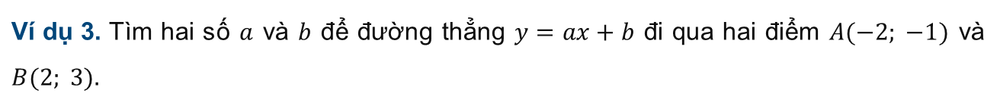 Ví dụ 3. Tìm hai số a và b để đường thẳng y = ax + b đi qua hai điểm A(−2; −1) và
B(2; 3).